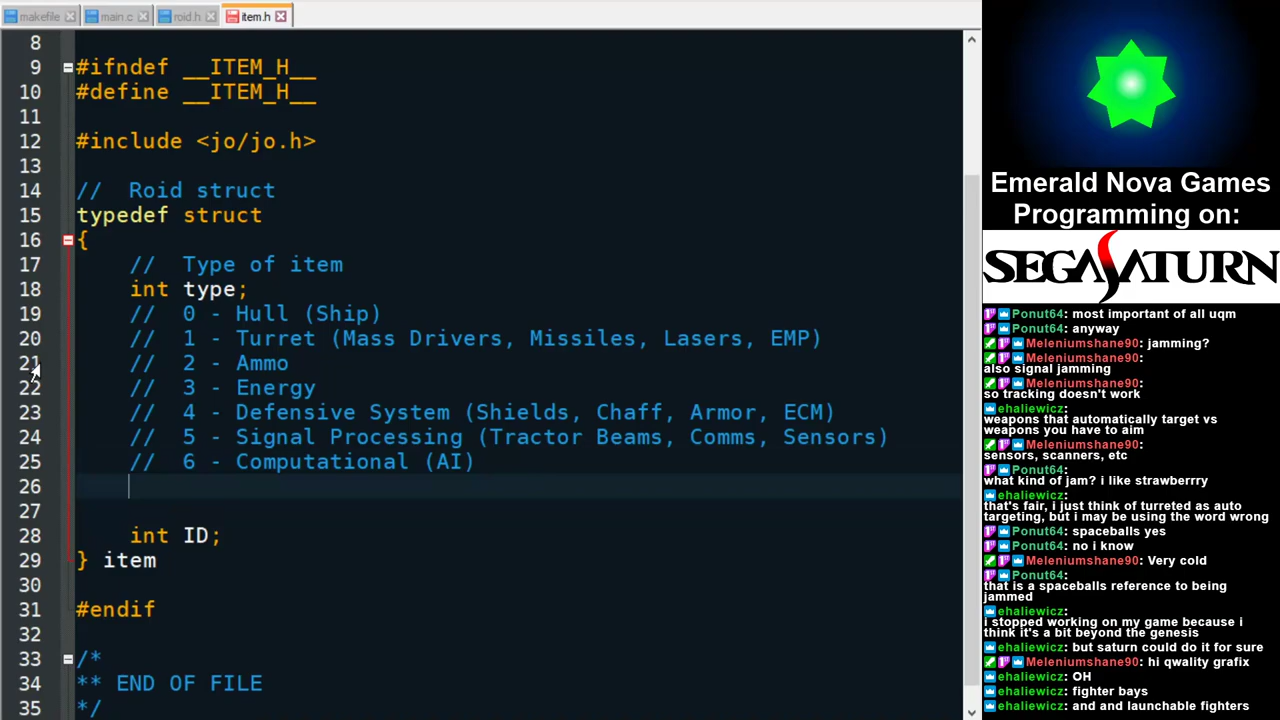 makefile
main.c
roid.h
item.h
8
9 #ifndef __ITEM_H__
10 #define __ITEM_H__
11
12 #include <jo/jo.h>
13
14 //  Roid struct
15 typedef struct
16 {
17 //  Type of item
18 int type;
19 //  0 - Hull (Ship)
20 //  1 - Turret (Mass Drivers, Missiles, Lasers, EMP)
21 //  2 - Ammo
22 //  3 - Energy
23 //  4 - Defensive System (Shields, Chaff, Armor, ECM)
24 //  5 - Signal Processing (Tractor Beams, Comms, Sensors)
25 //  6 - Computational (AI)
26
27
28 int ID;
29 } item
30
31 #endif
32
33 /*
34 ** END OF FILE
35 */
Emerald Nova Games
Programming on:
SEGA SATURN
Ponut64: most important of all uqm
Ponut64: anyway
Meleniumshane90: jamming?
Meleniumshane90:
also signal jamming
Meleniumshane90:
so tracking doesn't work
ehaliewicz:
weapons that automatically target vs
weapons you have to aim
Meleniumshane90:
sensors, scanners, etc
Ponut64:
what kind of jam? i like strawberrry
ehaliewicz:
that's fair, i just think of turreted as auto
targeting, but i may be using the word wrong
Ponut64: spaceballs yes
Ponut64: no i know
Meleniumshane90: Very cold
Ponut64:
that is a spaceballs reference to being
jammed
ehaliewicz:
i stopped working on my game because i
think it's a bit beyond the genesis
ehaliewicz: but saturn could do it for sure
Meleniumshane90: hi qwality grafix
ehaliewicz: OH
ehaliewicz: fighter bays
ehaliewicz: and and launchable fighters